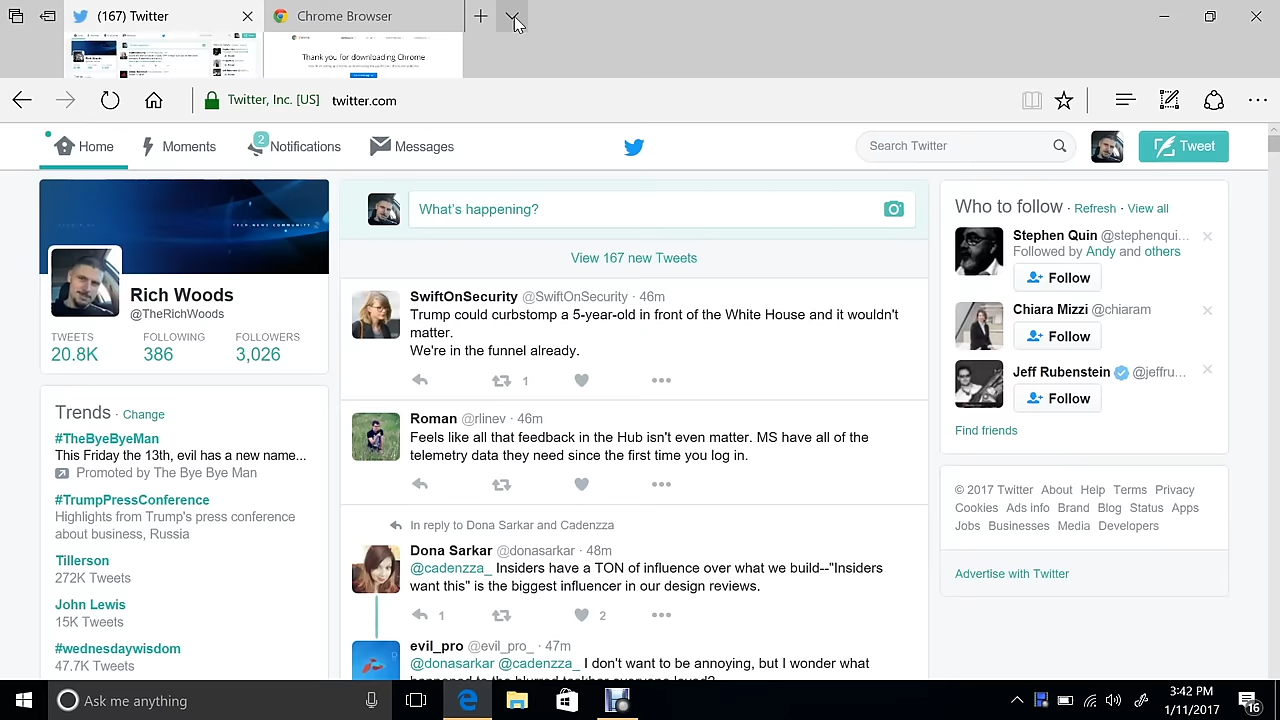 (167) Twitter
Chrome Browser
Thank you for downloading Chrome
Twitter, Inc. [US] twitter.com
Home
Moments
2
Notifications
Messages
Search Twitter
Tweet
TECH·NEWS COMMUNITY
Rich Woods
@TheRichWoods
TWEETS FOLLOWING FOLLOWERS
20.8K 386 3,026
Trends · Change
#TheByeByeMan
This Friday the 13th, evil has a new name...
Promoted by The Bye Bye Man
#TrumpPressConference
Highlights from Trump's press conference
about business, Russia
Tillerson
272K Tweets
John Lewis
15K Tweets
#wednesdaywisdom
47.7K Tweets
What's happening?
View 167 new Tweets
SwiftOnSecurity @SwiftOnSecurity · 46m
Trump could curbstomp a 5-year-old in front of the White House and it wouldn't
matter.
We're in the funnel already.
1
Roman @rlinev · 46m
Feels like all that feedback in the Hub isn't even matter. MS have all of the
telemetry data they need since the first time you log in.
In reply to Dona Sarkar and Cadenzza
Dona Sarkar @donasarkar · 48m
@cadenzza_ Insiders have a TON of influence over what we build--"Insiders
want this" is the biggest influencer in our design reviews.
1 2
evil_pro @evil_pro_ · 47m
@donasarkar @cadenzza_ I don't want to be annoying, but I wonder what
Who to follow · Refresh · View all
Stephen Quin @stephenqui...
Followed by Andy and others
Follow
Chiara Mizzi @chiaram
Follow
Jeff Rubenstein @jeffru...
Follow
Find friends
© 2017 Twitter About Help Terms Privacy
Cookies Ads info Brand Blog Status Apps
Jobs Businesses Media Developers
Advertise with Twitter
Ask me anything
3:42 PM
1/11/2017
16